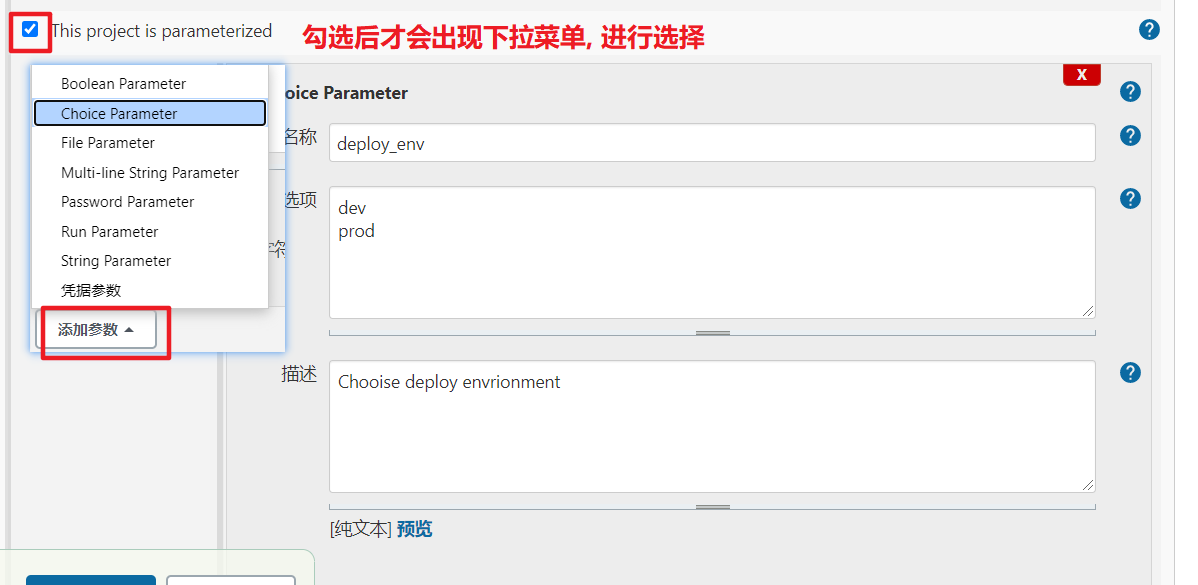 This project is parameterized
勾选后才会出现下拉菜单, 进行选择
Boolean Parameter
Choice Parameter
File Parameter
Multi-line String Parameter
Password Parameter
Run Parameter
String Parameter
凭据参数
添加参数
oice Parameter
X
名称
deploy_env
选项
dev
prod
字符
描述
Chooise deploy envrionment
[纯文本] 预览